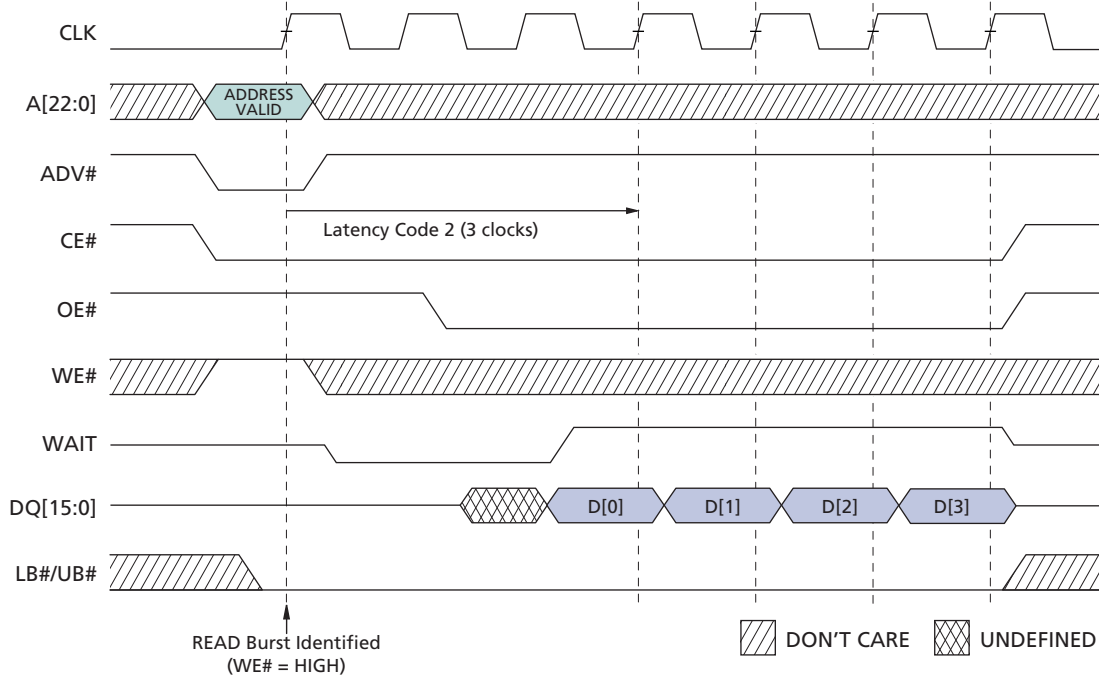 CLK
A[22:0]
ADDRESS
VALID
ADV#
Latency Code 2 (3 clocks)
CE#
OE#
WE#
WAIT
DQ[15:0]
D[0]
D[1]
D[2]
D[3]
LB#/UB#
READ Burst Identified
(WE# = HIGH)
DON'T CARE
UNDEFINED